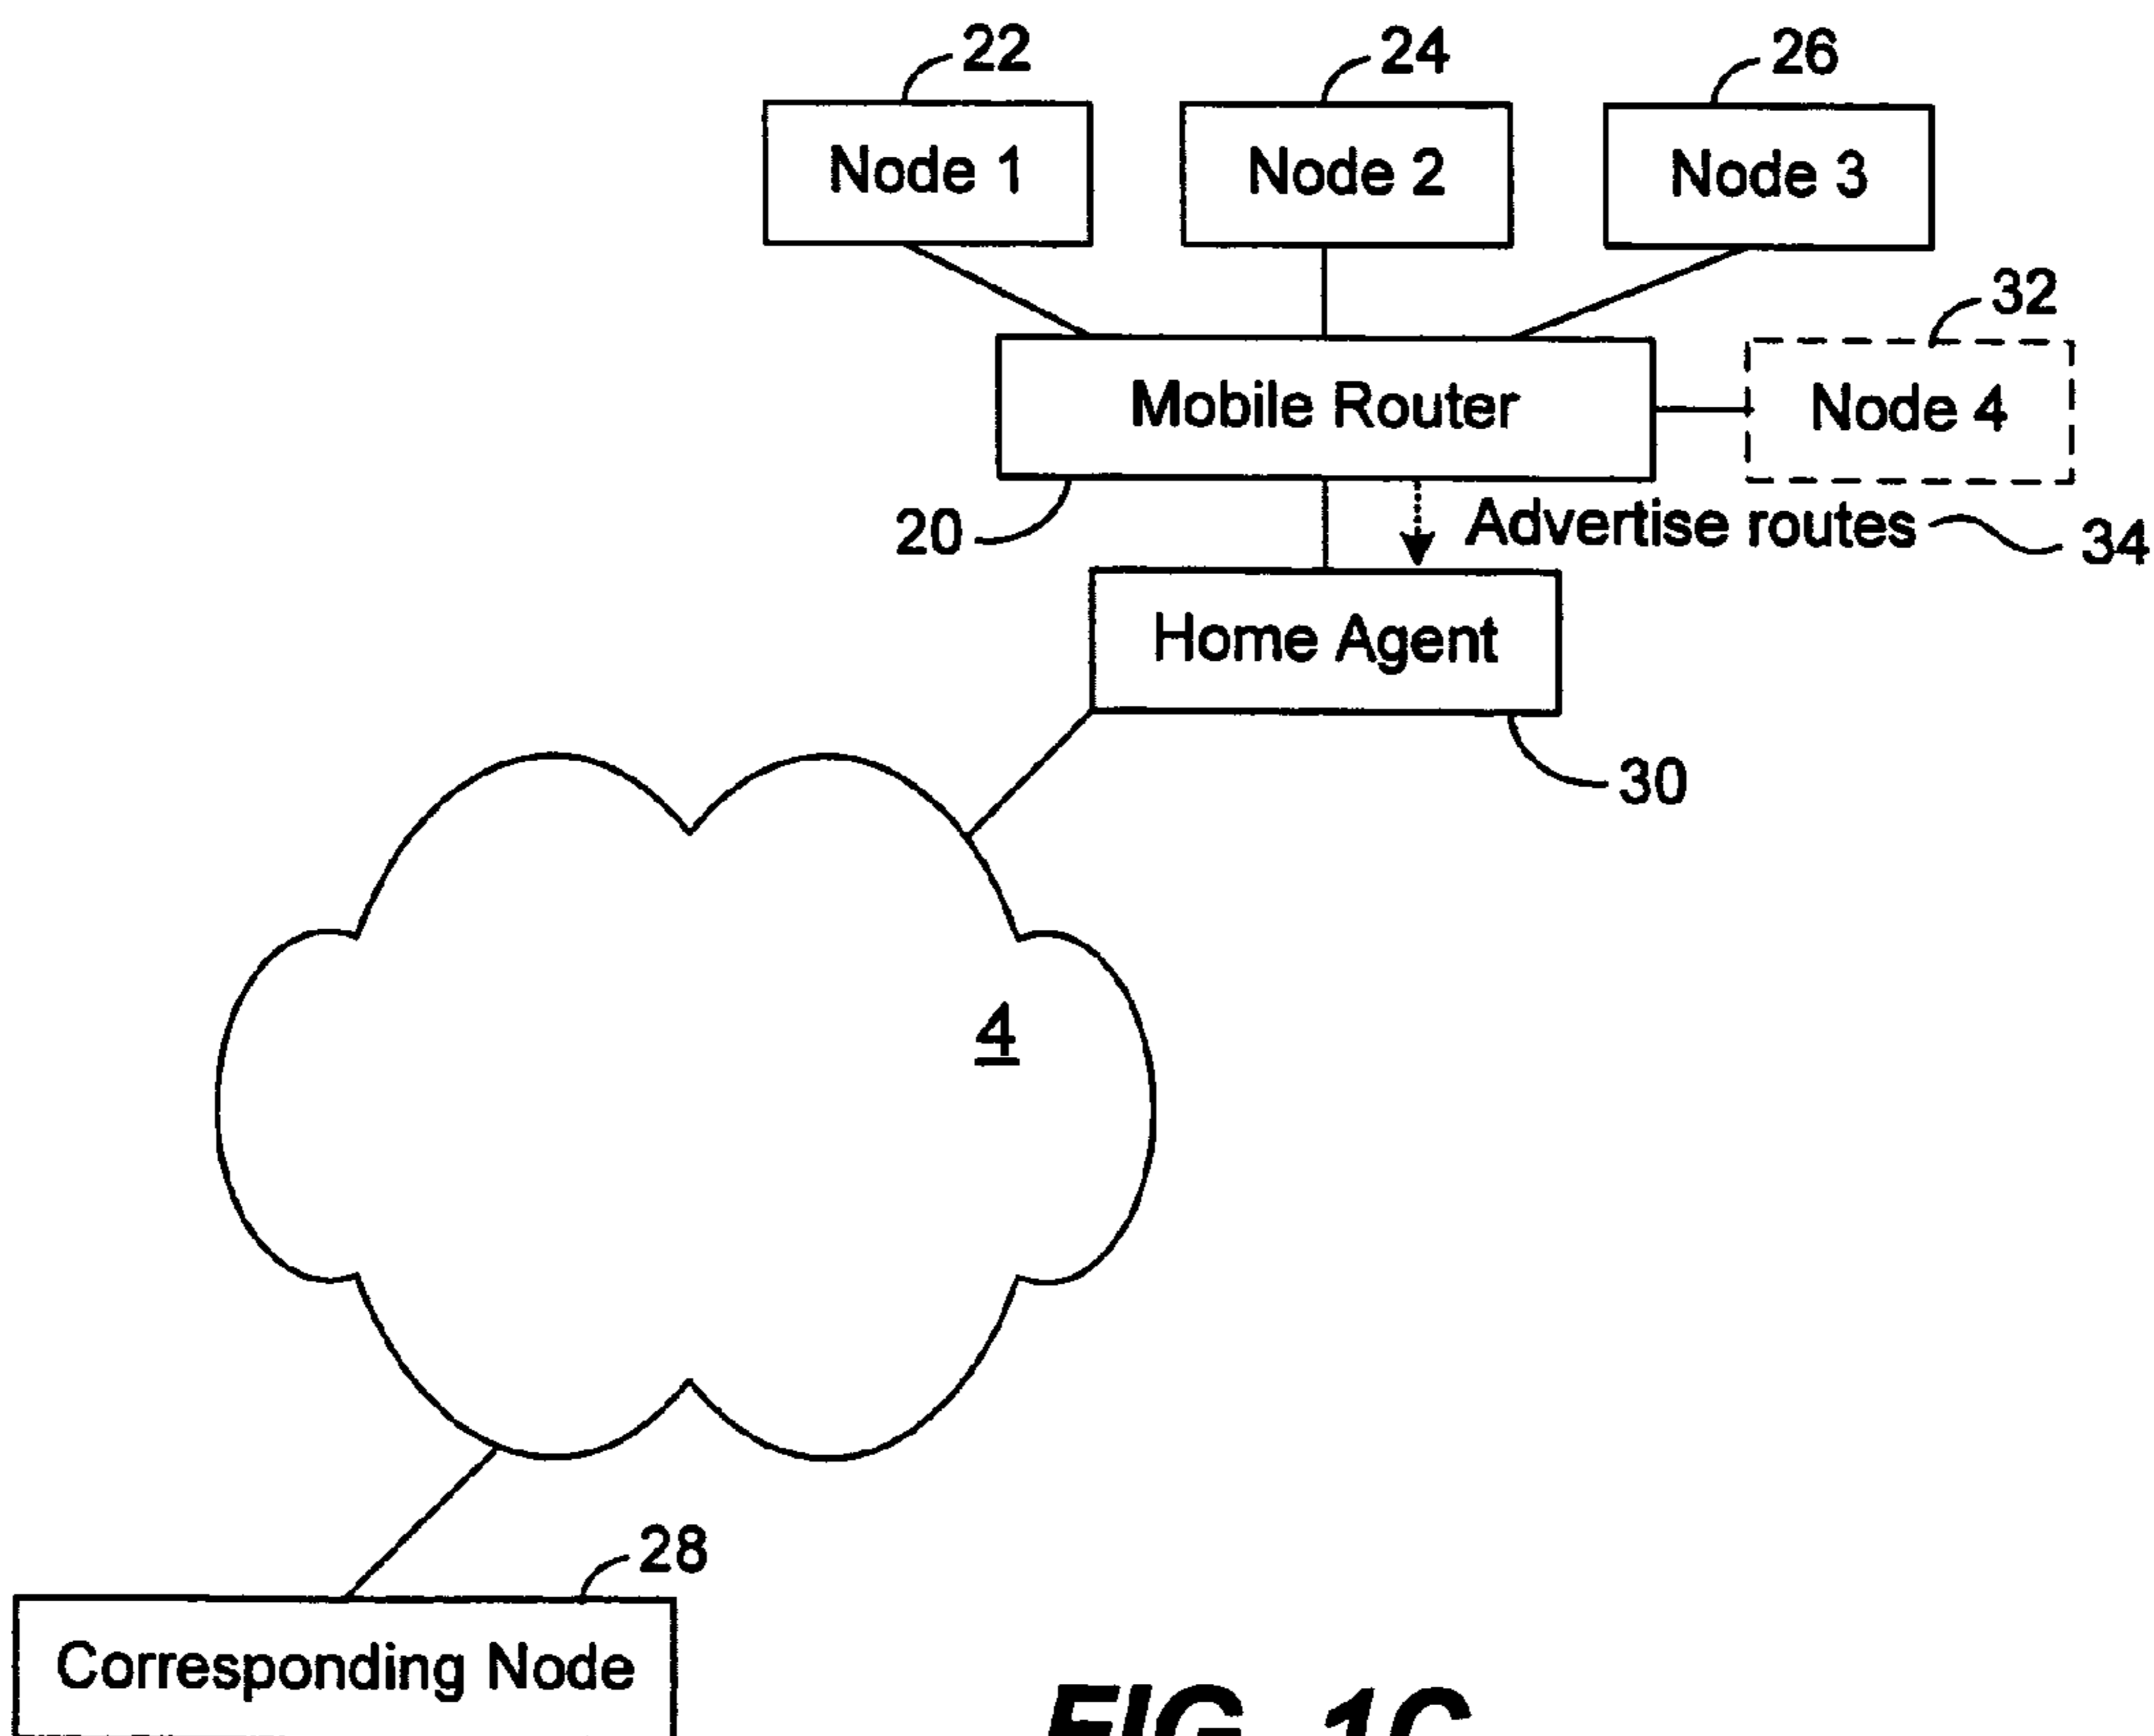 22
24
26
Node 1
Node 2
Node 3
32
Mobile Router
Node 4
20
Advertise routes
34
Home Agent
30
4
28
Corresponding Node
FIG. 1C